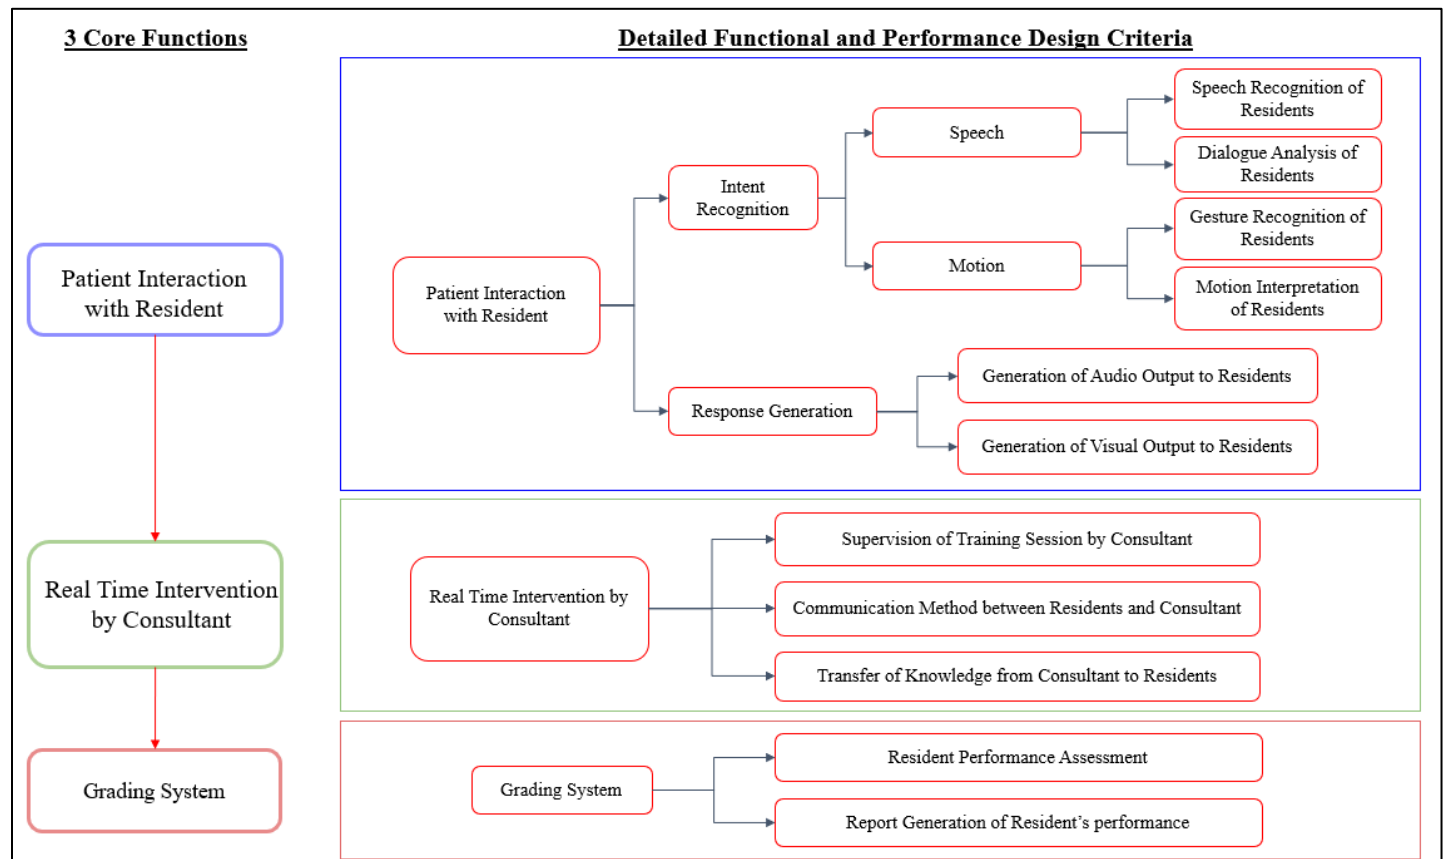 3 Core Functions
Detailed Functional and Performance Design Criteria
Patient Interaction
with Resident
Real Time Intervention
by Consultant
Grading System
Patient Interaction
with Resident
Intent
Recognition
Speech
Speech Recognition of
Residents
Dialogue Analysis of
Residents
Motion
Gesture Recognition of
Residents
Motion Interpretation
of Residents
Response Generation
Generation of Audio Output to Residents
Generation of Visual Output to Residents
Real Time Intervention by
Consultant
Supervision of Training Session by Consultant
Communication Method between Residents and Consultant
Transfer of Knowledge from Consultant to Residents
Grading System
Resident Performance Assessment
Report Generation of Resident’s performance